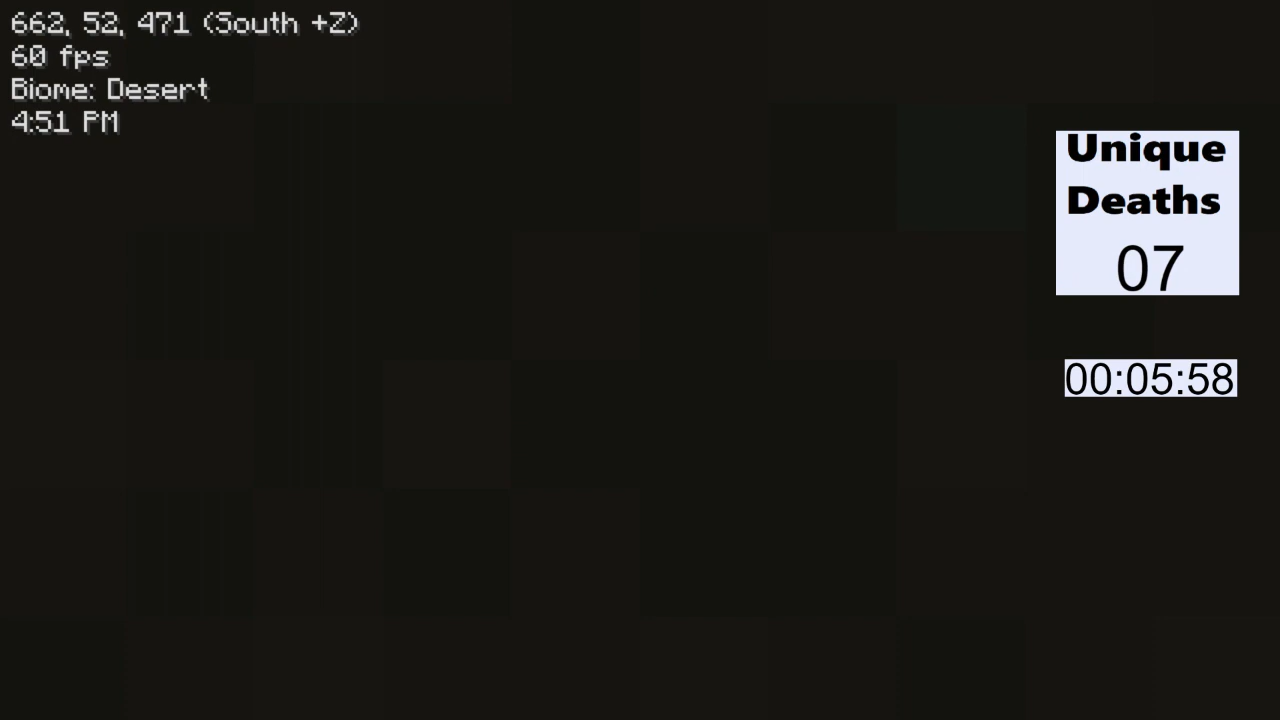 662, 52, 471 (South +Z)
60 fps
Biome: Desert
4:51 PM
Unique
Deaths
07
00:05:58